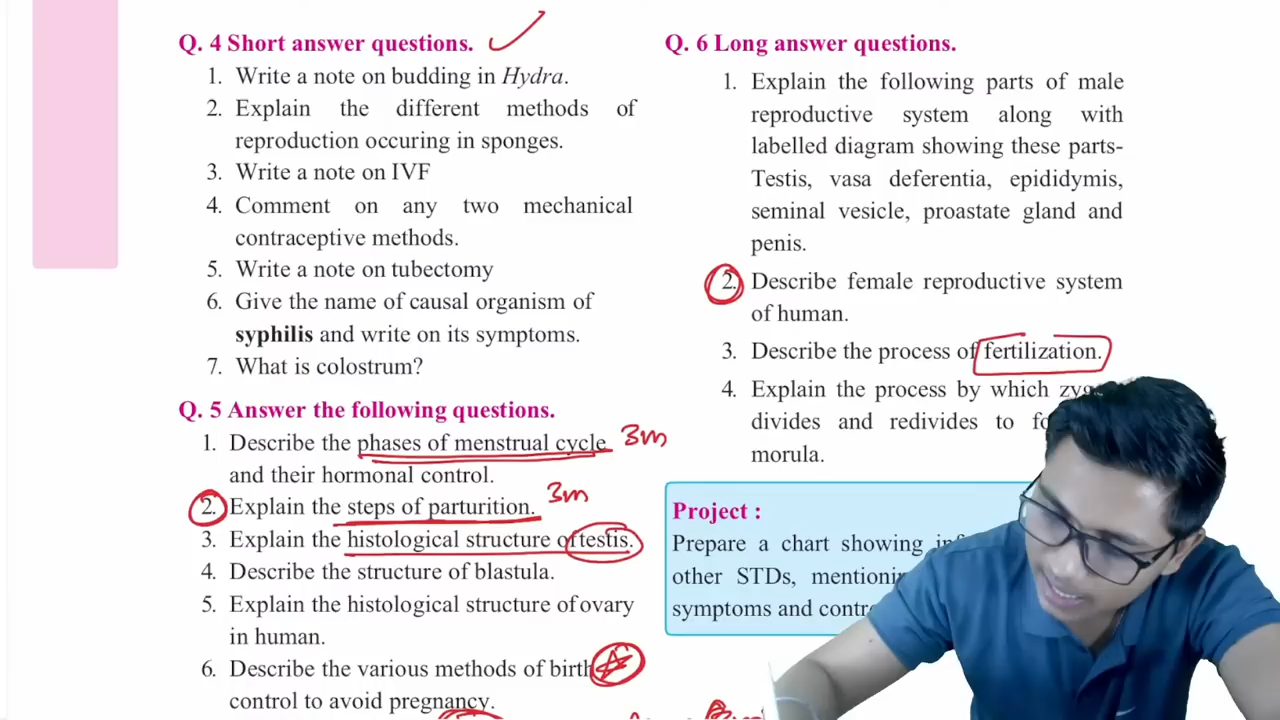 Q. 4 Short answer questions.
1. Write a note on budding in Hydra.
2. Explain the different methods of
reproduction occuring in sponges.
3. Write a note on IVF
4. Comment on any two mechanical
contraceptive methods.
5. Write a note on tubectomy
6. Give the name of causal organism of
syphilis and write on its symptoms.
7. What is colostrum?
Q. 5 Answer the following questions.
1. Describe the phases of menstrual cycle 3m
and their hormonal control.
2. Explain the steps of parturition. 3m
3. Explain the histological structure of testis.
4. Describe the structure of blastula.
5. Explain the histological structure of ovary
in human.
6. Describe the various methods of birth
control to avoid pregnancy.
Q. 6 Long answer questions.
1. Explain the following parts of male
reproductive system along with
labelled diagram showing these parts-
Testis, vasa deferentia, epididymis,
seminal vesicle, proastate gland and
penis.
2. Describe female reproductive system
of human.
3. Describe the process of fertilization.
4. Explain the process by which
divides and redivides to
morula.
Project :
Prepare a chart showing
other STDs,
symptoms and